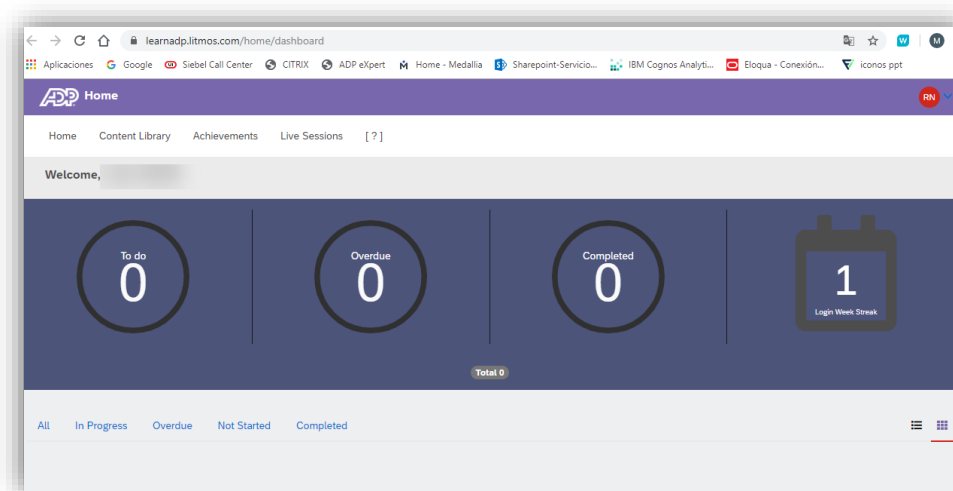 learnadp.litmos.com/home/dashboard
W M
Aplicaciones G Google Siebel Call Center CITRIX ADP eXpert Home - Medallia Sharepoint-Servicio... IBM Cognos Analyti... Eloqua - Conexión... iconos ppt
ADP Home RN
Home Content Library Achievements Live Sessions [ ? ]
Welcome,
To do Overdue Completed
0 0 0 1
Login Week Streak
Total 0
All In Progress Overdue Not Started Completed